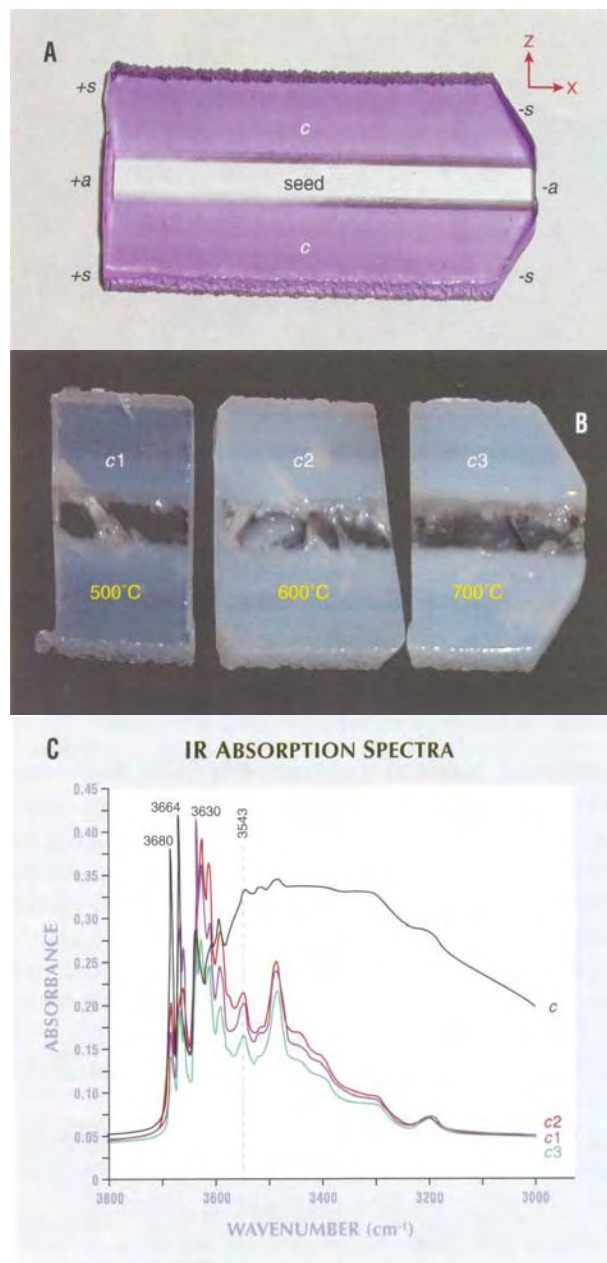 A
Z
X
+s
-s
c
+a
seed
-a
c
+s
-s
B
c1
c2
c3
500°C
600°C
700°C
C
IR ABSORPTION SPECTRA
3664
3630
3543
3680
0.45
0.40
0.35
0.30
0.25
0.20
0.15
0.10
0.05
0
ABSORBANCE
c
c2
c1
c3
3800
3600
3400
3200
3000
WAVENUMBER (cm⁻¹)